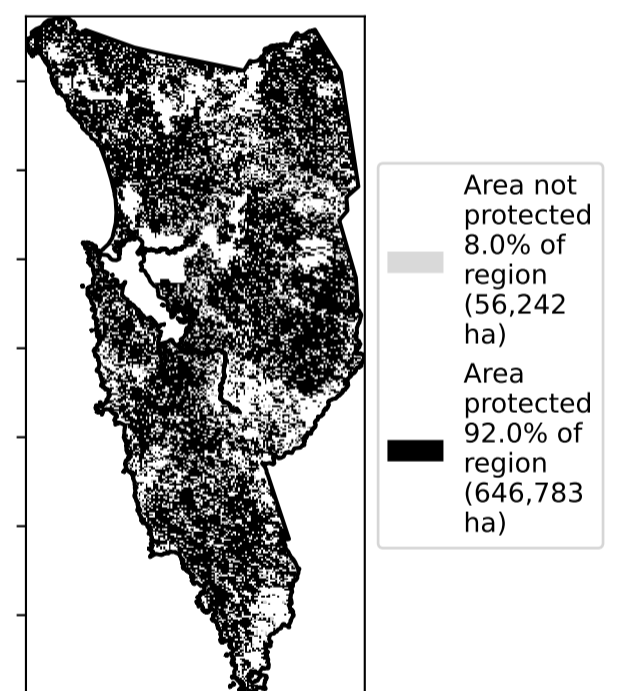 Area not
protected
8.0% of
region
(56,242
ha)
Area
protected
92.0% of
region
(646,783
ha)